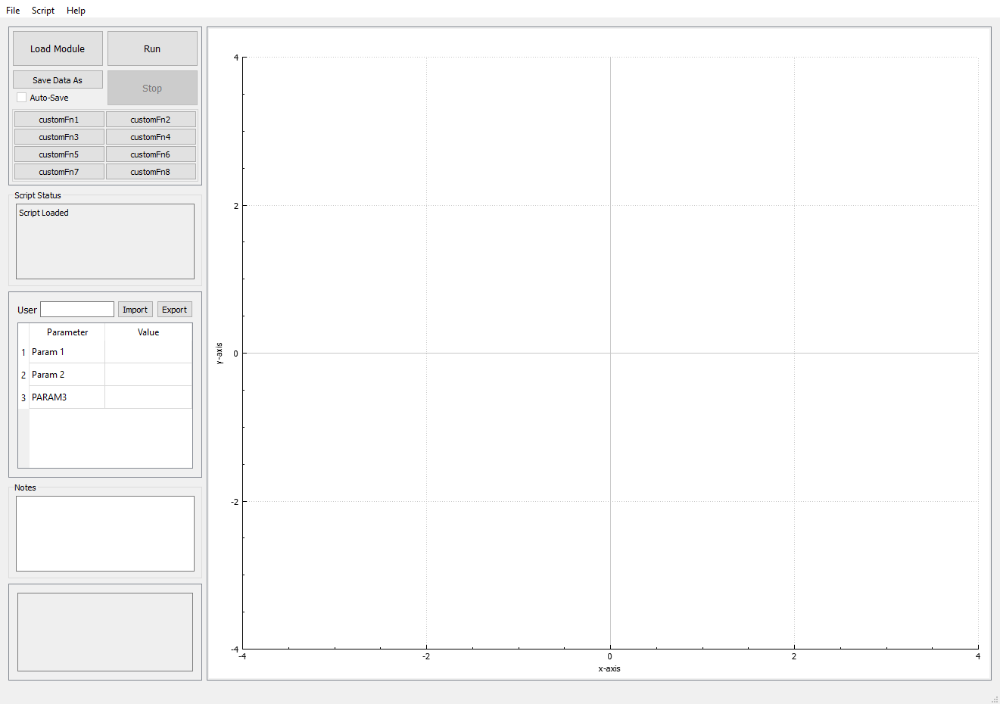 File Script Help
Load Module Run
Save Data As Stop
Auto-Save
customFn1 customFn2
customFn3 customFn4
customFn5 customFn6
customFn7 customFn8
Script Status
Script Loaded
User Import Export
Parameter Value
1 Param 1
2 Param 2
3 PARAM3
Notes
4
2
0
-2
-4
y-axis
-4 -2 0 2 4
x-axis